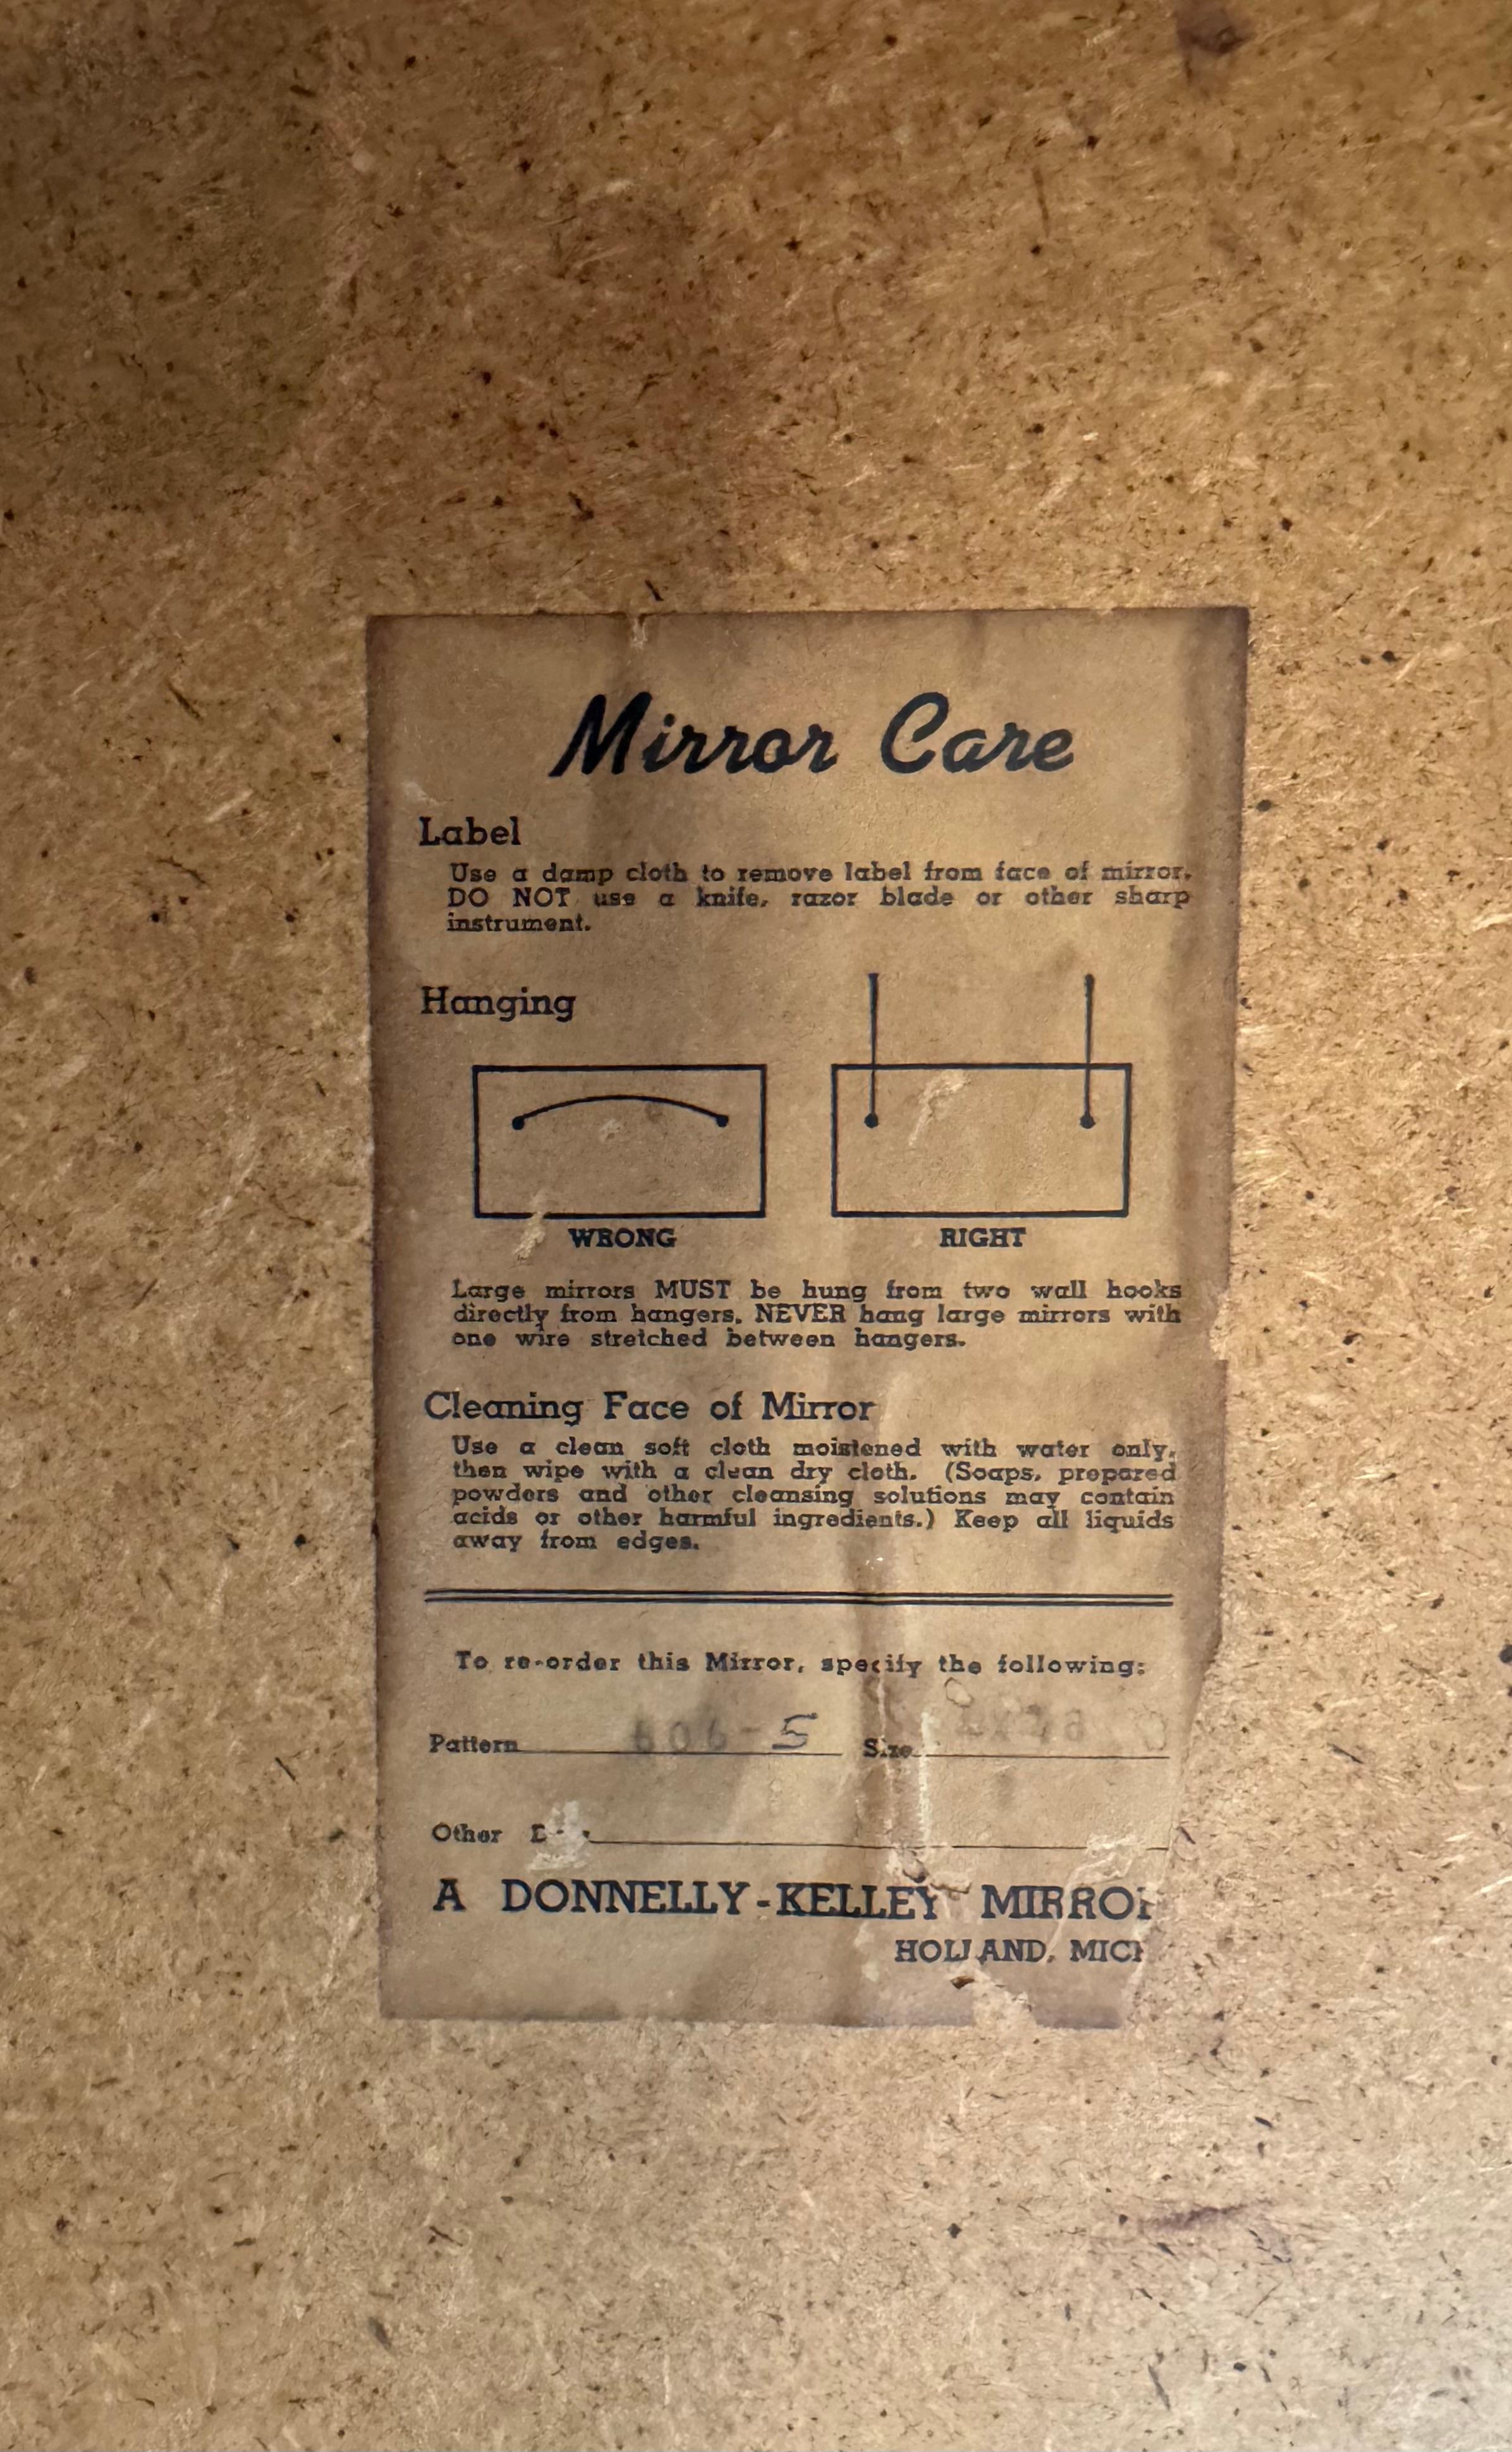 Mirror Care
Label
Use a damp cloth to remove label from face of mirror.
DO NOT use a knife, razor blade or other sharp
instrument.
Hanging
WRONG RIGHT
Large mirrors MUST be hung from two wall hooks
directly from hangers. NEVER hang large mirrors with
one wire stretched between hangers.
Cleaning Face of Mirror
Use a clean soft cloth moistened with water only,
then wipe with a clean dry cloth. (Soaps, prepared
powders and other cleansing solutions may contain
acids or other harmful ingredients.) Keep all liquids
away from edges.
To re-order this Mirror, specify the following:
Pattern Size
Other
A DONNELLY-KELLEY MIRROR
HOLLAND, MICH